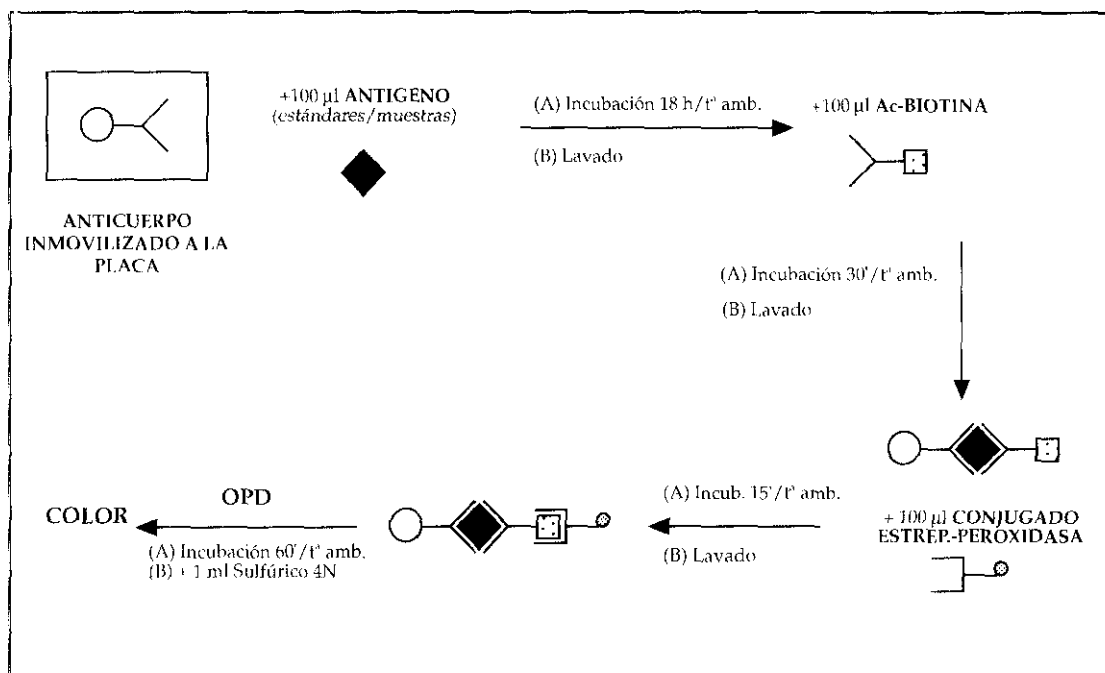 +100 µl ANTIGENO
(estándares/muestras)
(A) Incubación 18 h/tª amb.
(B) Lavado
+100 µl Ac-BIOTINA
ANTICUERPO
INMOVILIZADO A LA
PLACA
(A) Incubación 30'/tª amb.
(B) Lavado
+ 100 µl CONJUGADO
ESTREP.-PEROXIDASA
(A) Incub. 15'/tª amb.
(B) Lavado
OPD
(A) Incubación 60'/tª amb.
(B) + 1 ml Sulfúrico 4N
COLOR